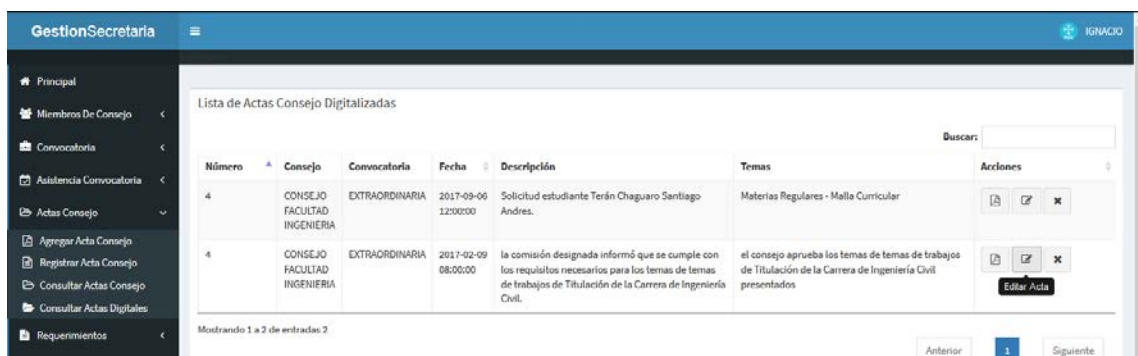 GestionSecretaria
IGNACIO
Principal
Miembros De Consejo
Convocatoria
Asistencia Convocatoria
Actas Consejo
Agregar Acta Consejo
Registrar Acta Consejo
Consultar Actas Consejo
Consultar Actas Digitales
Requerimientos
Lista de Actas Consejo Digitalizadas
Buscar:
Número Consejo Convocatoria Fecha Descripción Temas Acciones
4 CONSEJO EXTRAORDINARIA 2017-09-06 Solicitud estudiante Terán Chaguaro Santiago Materias Regulares - Malla Curricular
FACULTAD 12:00:00 Andres.
INGENIERIA
4 CONSEJO EXTRAORDINARIA 2017-02-09 la comisión designada informó que se cumple con el consejo aprueba los temas de temas de trabajos
FACULTAD 08:00:00 los requisitos necesarios para los temas de temas de Titulación de la Carrera de Ingeniería Civil
INGENIERIA de trabajos de Titulación de la Carrera de Ingeniería presentados
Civil.
Editar Acta
Mostrando 1 a 2 de entradas 2
Anterior 1 Siguiente